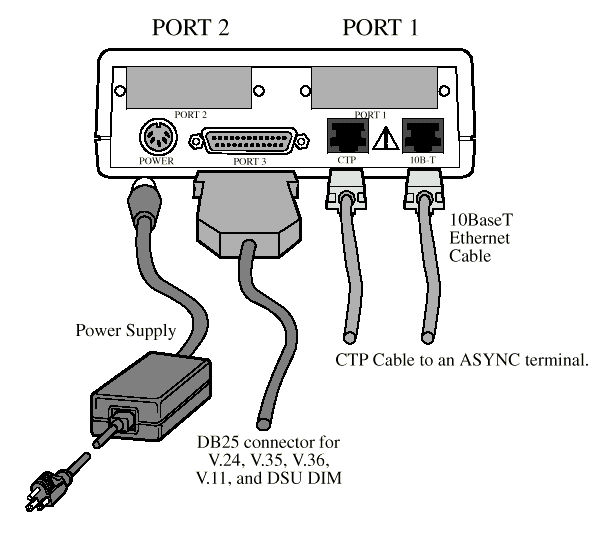 PORT 2 PORT 1
PORT 2 PORT 1
POWER PORT 3 CTP 10B-T
10BaseT
Ethernet
Cable
Power Supply
CTP Cable to an ASYNC terminal.
DB25 connector for
V.24, V.35, V.36,
V.11, and DSU DIM